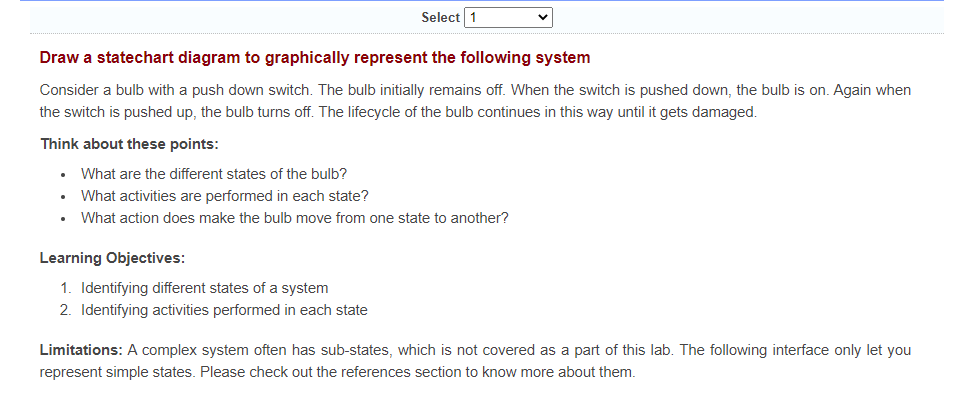 Select 1
Draw a statechart diagram to graphically represent the following system
Consider a bulb with a push down switch. The bulb initially remains off. When the switch is pushed down, the bulb is on. Again when
the switch is pushed up, the bulb turns off. The lifecycle of the bulb continues in this way until it gets damaged.
Think about these points:
• What are the different states of the bulb?
• What activities are performed in each state?
• What action does make the bulb move from one state to another?
Learning Objectives:
1. Identifying different states of a system
2. Identifying activities performed in each state
Limitations: A complex system often has sub-states, which is not covered as a part of this lab. The following interface only let you
represent simple states. Please check out the references section to know more about them.